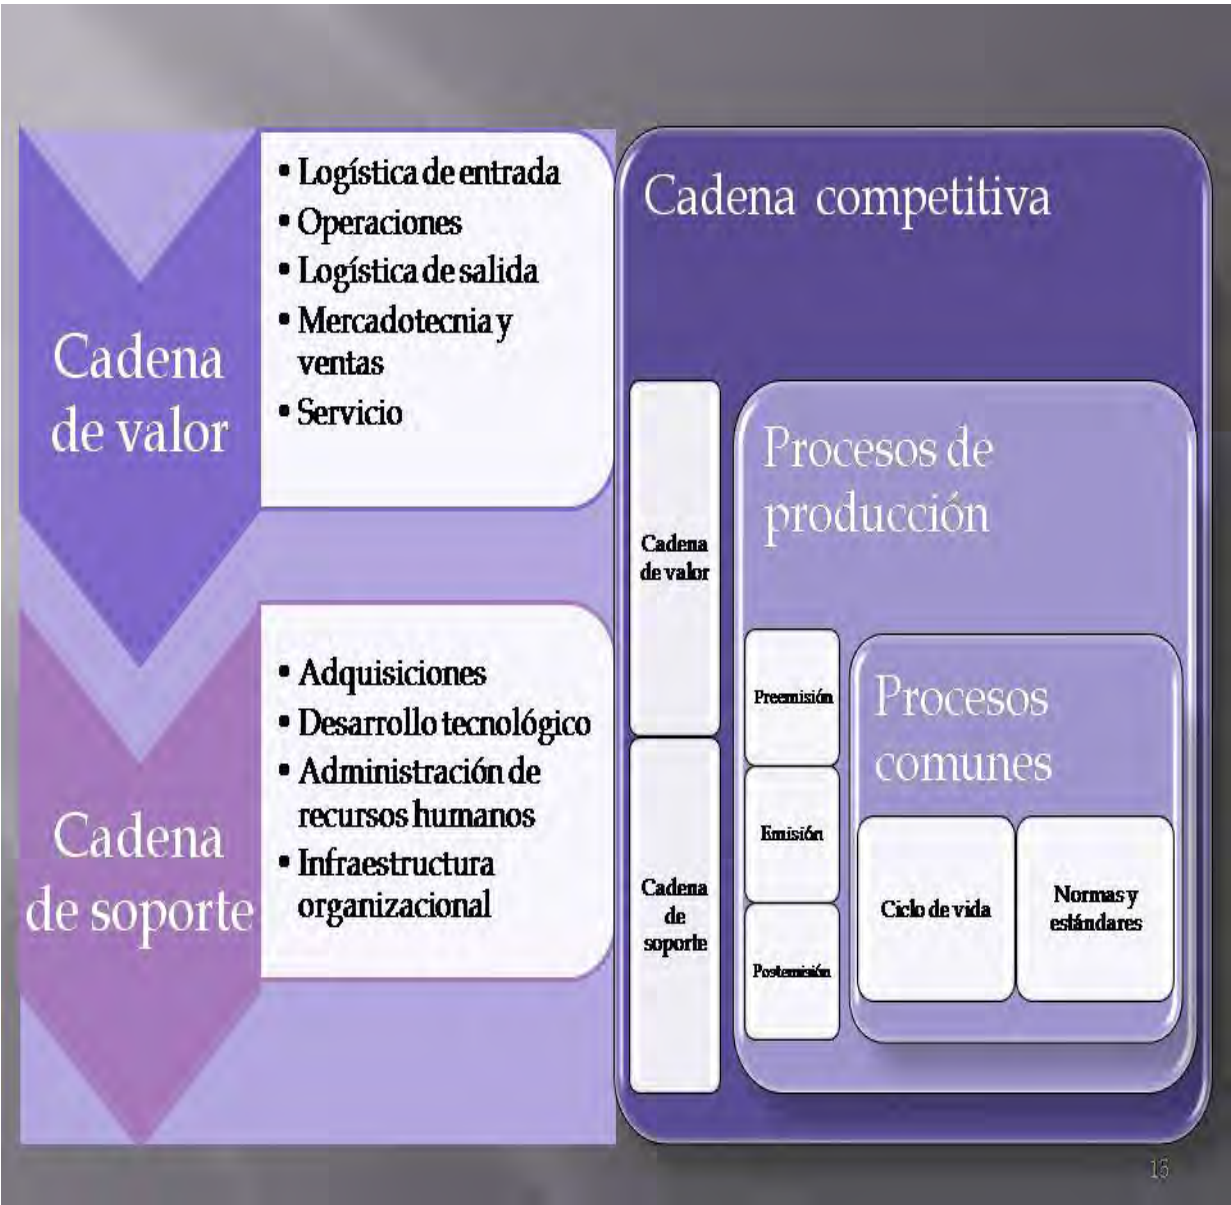 Cadena
de valor
• Logística de entrada
• Operaciones
• Logística de salida
• Mercadotecnia y
ventas
• Servicio
Cadena
de soporte
• Adquisiciones
• Desarrollo tecnológico
• Administración de
recursos humanos
• Infraestructura
organizacional
Cadena competitiva
Cadena
de valor
Cadena
de
soporte
Procesos de
producción
Preemisión
Emisión
Postemisión
Procesos
comunes
Ciclo de vida
Normas y
estándares
15